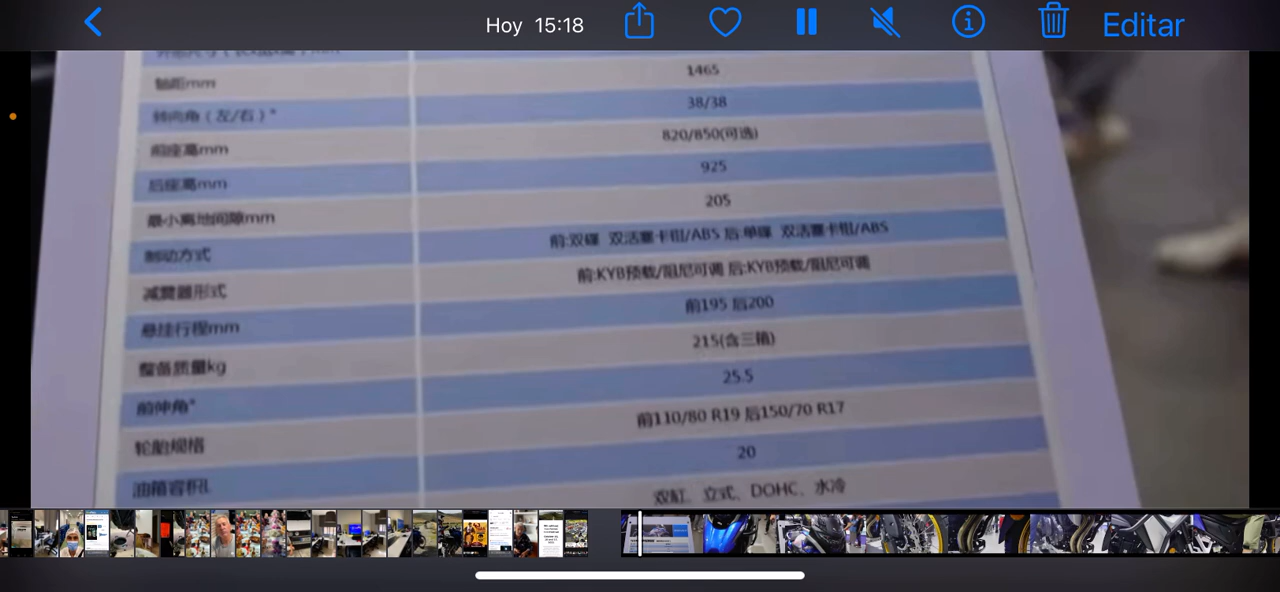 Hoy 15:18
Editar
轴距mm 1465
转向角（左/右）° 38/38
前座高mm 820/850(可选)
后座高mm 925
最小离地间隙mm 205
制动方式 前:双碟 双活塞卡钳/ABS 后:单碟 双活塞卡钳/ABS
减震器形式 前:KYB预载/阻尼可调 后:KYB预载/阻尼可调
悬挂行程mm 前195 后200
整备质量kg 215(含三箱)
前伸角° 25.5
轮胎规格 前110/80 R19 后150/70 R17
油箱容积L 20
双缸、立式、DOHC、水冷